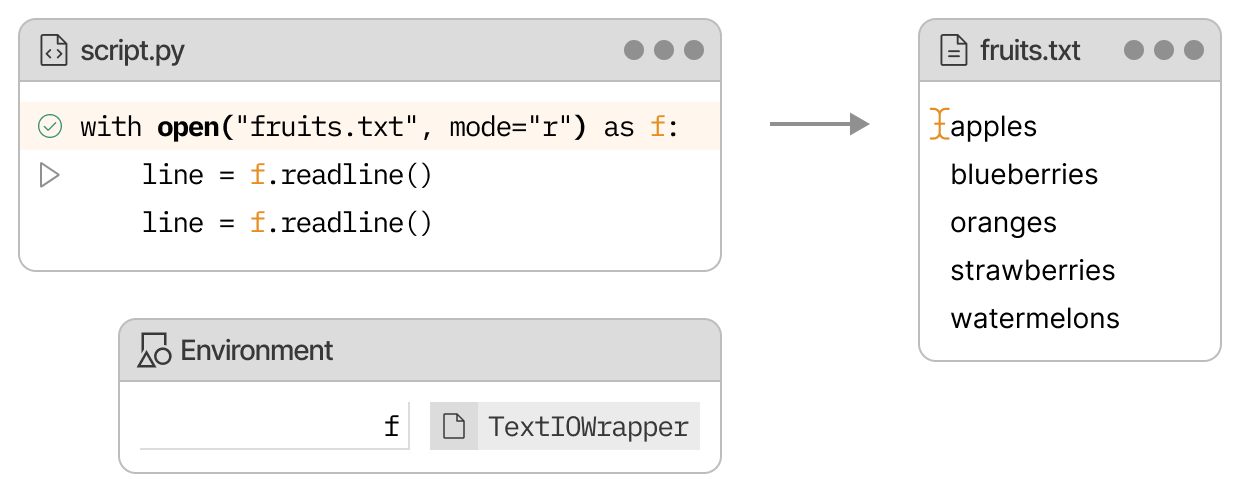 script.py
with open("fruits.txt", mode="r") as f:
line = f.readline()
line = f.readline()
fruits.txt
apples
blueberries
oranges
strawberries
watermelons
Environment
f
TextIOWrapper